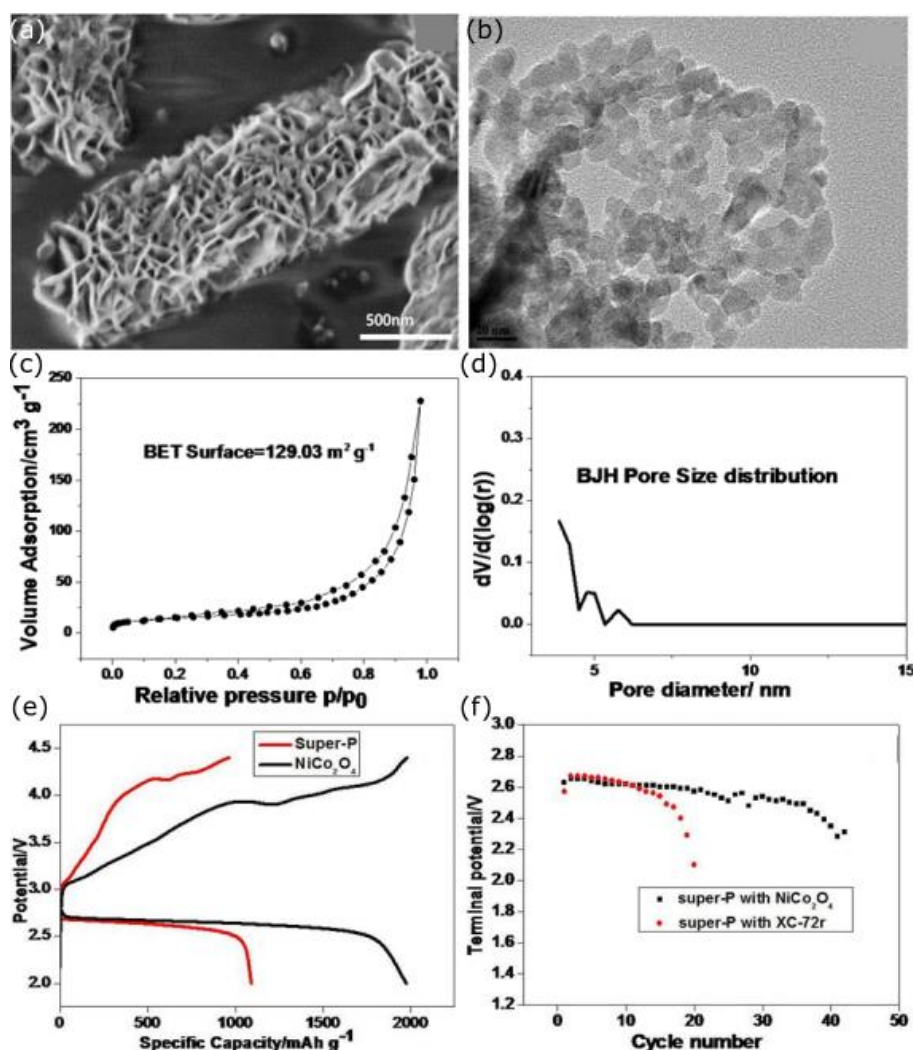 (a)
500nm
(b)
(c)
BET Surface=129.03 m² g⁻¹
Volume Adsorption/cm³ g⁻¹
250
200
150
100
50
0
0.0 0.2 0.4 0.6 0.8 1.0
Relative pressure p/p₀
(d)
BJH Pore Size distribution
dV/d(log(r))
0.4
0.3
0.2
0.1
0.0
5 10 15
Pore diameter/ nm
(e)
Super-P
NiCo₂O₄
Potential/V
4.5
4.0
3.5
3.0
2.5
2.0
0 500 1000 1500 2000
Specific Capacity/mAh g⁻¹
(f)
Terminal potential/V
3.0
2.8
2.6
2.4
2.2
2.0
1.8
1.6
1.4
1.2
super-P with NiCo₂O₄
super-P with XC-72r
0 10 20 30 40 50
Cycle number